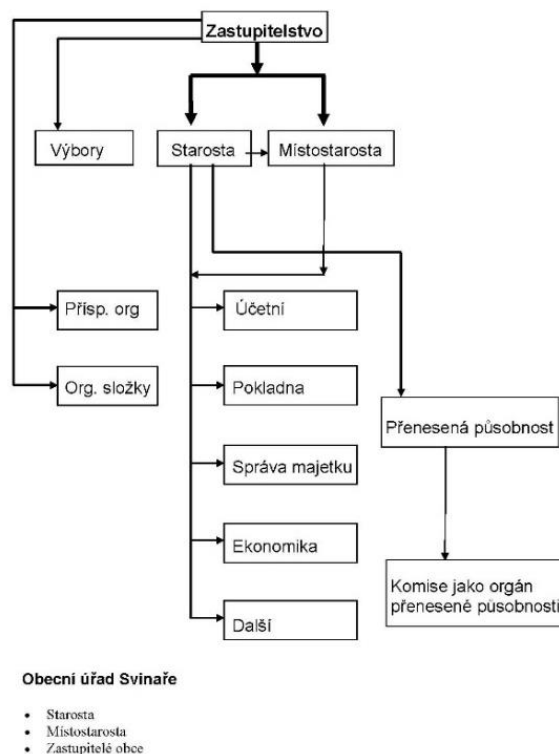 Zastupitelstvo
Výbory
Starosta
Místostarosta
Přísp. org
Účetní
Org. složky
Pokladna
Přenesená působnost
Správa majetku
Ekonomika
Komise jako orgán
přenesené působnosti
Další
Obecní úřad Svinaře
• Starosta
• Místostarosta
• Zastupitelé obce